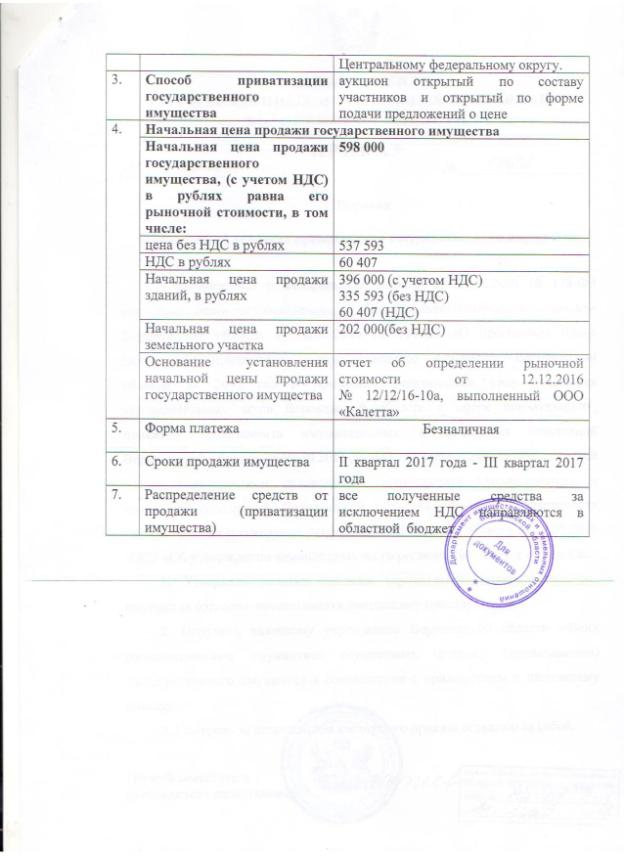 Центральному федеральному округу.
3. Способ приватизации государственного имущества
аукцион открытый по составу участников и открытый по форме подачи предложений о цене
4. Начальная цена продажи государственного имущества
Начальная цена продажи государственного имущества, (с учетом НДС) в рублях равна его рыночной стоимости, в том числе:
598 000
цена без НДС в рублях
537 593
НДС в рублях
60 407
Начальная цена продажи зданий, в рублях
396 000 (с учетом НДС)
335 593 (без НДС)
60 407 (НДС)
Начальная цена продажи земельного участка
202 000(без НДС)
Основание установления начальной цены продажи государственного имущества
отчет об определении рыночной стоимости от 12.12.2016
№ 12/12/16-10а, выполненный ООО «Калетта»
5. Форма платежа
Безналичная
6. Сроки продажи имущества
II квартал 2017 года - III квартал 2017 года
7. Распределение средств от продажи (приватизации имущества)
все полученные средства за исключением НДС направляются в областной бюджет
Департамент имущественных и земельных отношений
области
Для документов